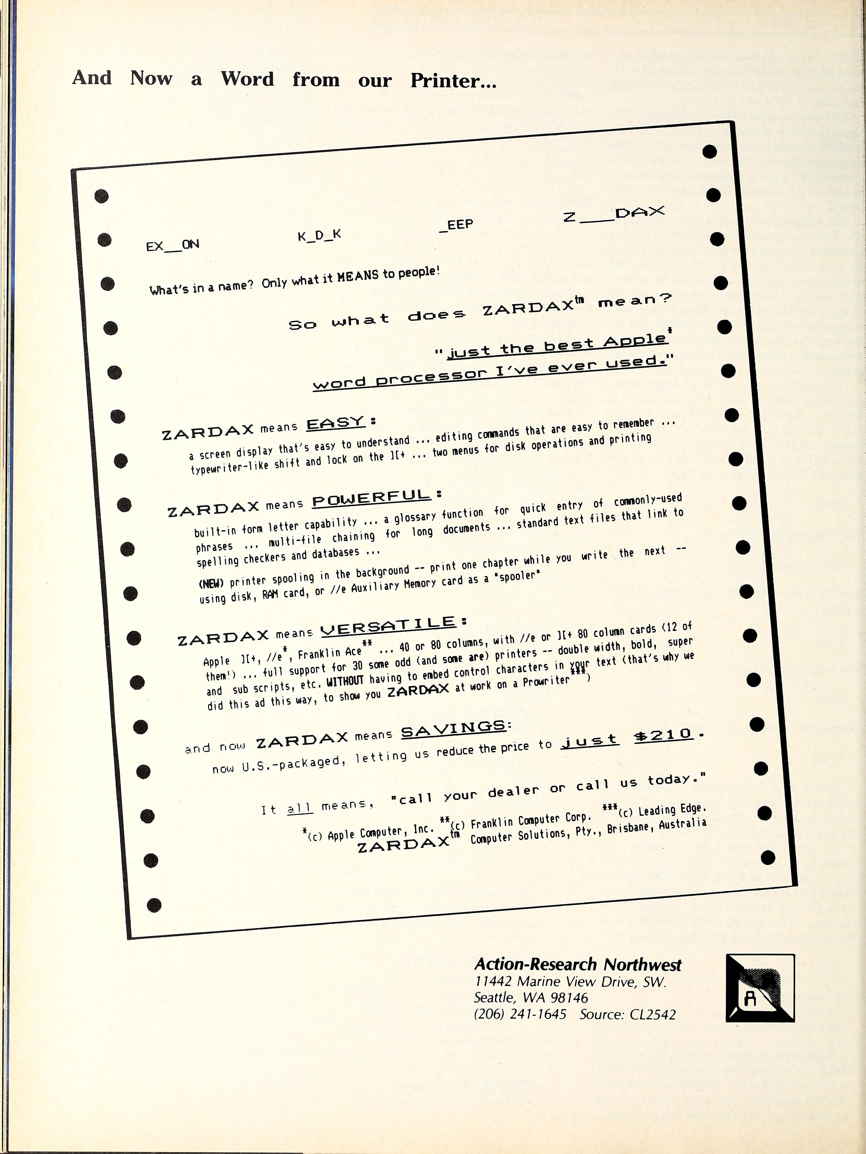 And Now a Word from our Printer...
EX__ON K_D_K _EEP Z___DAX
What's in a name? Only what it MEANS to people!
So what does ZARDAX™ mean?
"just the best Apple*
word processor I've ever used."
ZARDAX means EASY:
a screen display that's easy to understand ... editing commands that are easy to remember ...
typewriter-like shift and lock on the ][+ ... two menus for disk operations and printing
ZARDAX means POWERFUL:
built-in form letter capability ... a glossary function for quick entry of commonly-used
phrases ... multi-file chaining for long documents ... standard text files that link to
spelling checkers and databases ...
(NEW) printer spooling in the background -- print one chapter while you write the next --
using disk, RAM card, or //e Auxiliary Memory card as a "spooler"
ZARDAX means VERSATILE:
Apple ][+, //e*, Franklin Ace** ... 40 or 80 columns, with //e or ][+ 80 column cards (12 of
them!) ... full support for 30 some odd (and some are) printers -- double width, bold, super
and sub scripts, etc. WITHOUT having to embed control characters in your text (that's why we
did this ad this way, to show you ZARDAX at work on a Prowriter***)
and now ZARDAX means SAVINGS:
now U.S.-packaged, letting us reduce the price to just $210.
It all means, "call your dealer or call us today."
*(c) Apple Computer, Inc. **(c) Franklin Computer Corp. ***(c) Leading Edge.
ZARDAX™ Computer Solutions, Pty., Brisbane, Australia
Action-Research Northwest
11442 Marine View Drive, SW.
Seattle, WA 98146
(206) 241-1645 Source: CL2542
A